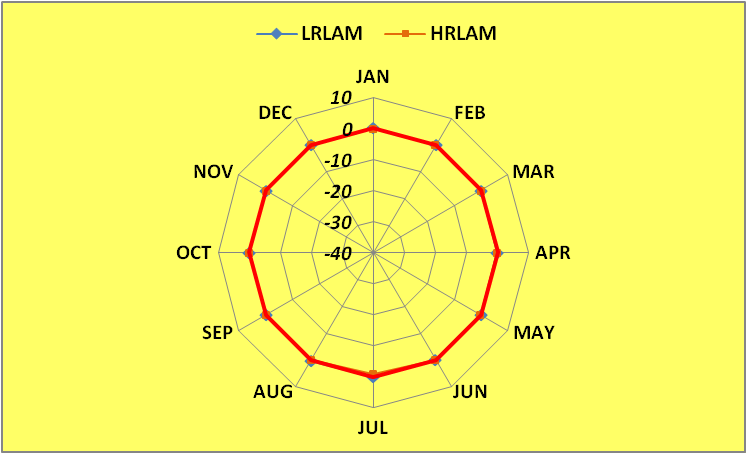 LRLAM HRLAM
JAN
10
DEC FEB
0
-10
NOV MAR
-20
-30
OCT -40 APR
SEP MAY
AUG JUN
JUL